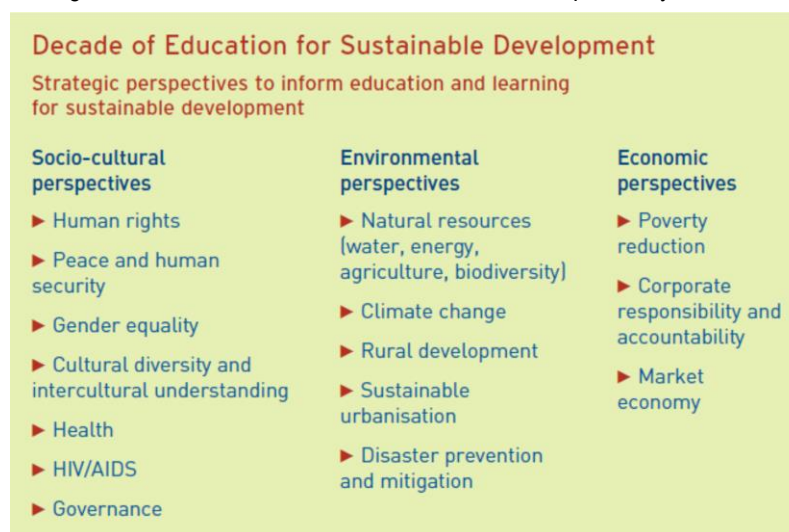 Decade of Education for Sustainable Development
Strategic perspectives to inform education and learning
for sustainable development
Socio-cultural
perspectives
► Human rights
► Peace and human
security
► Gender equality
► Cultural diversity and
intercultural understanding
► Health
► HIV/AIDS
► Governance
Environmental
perspectives
► Natural resources
(water, energy,
agriculture, biodiversity)
► Climate change
► Rural development
► Sustainable
urbanisation
► Disaster prevention
and mitigation
Economic
perspectives
► Poverty
reduction
► Corporate
responsibility and
accountability
► Market
economy